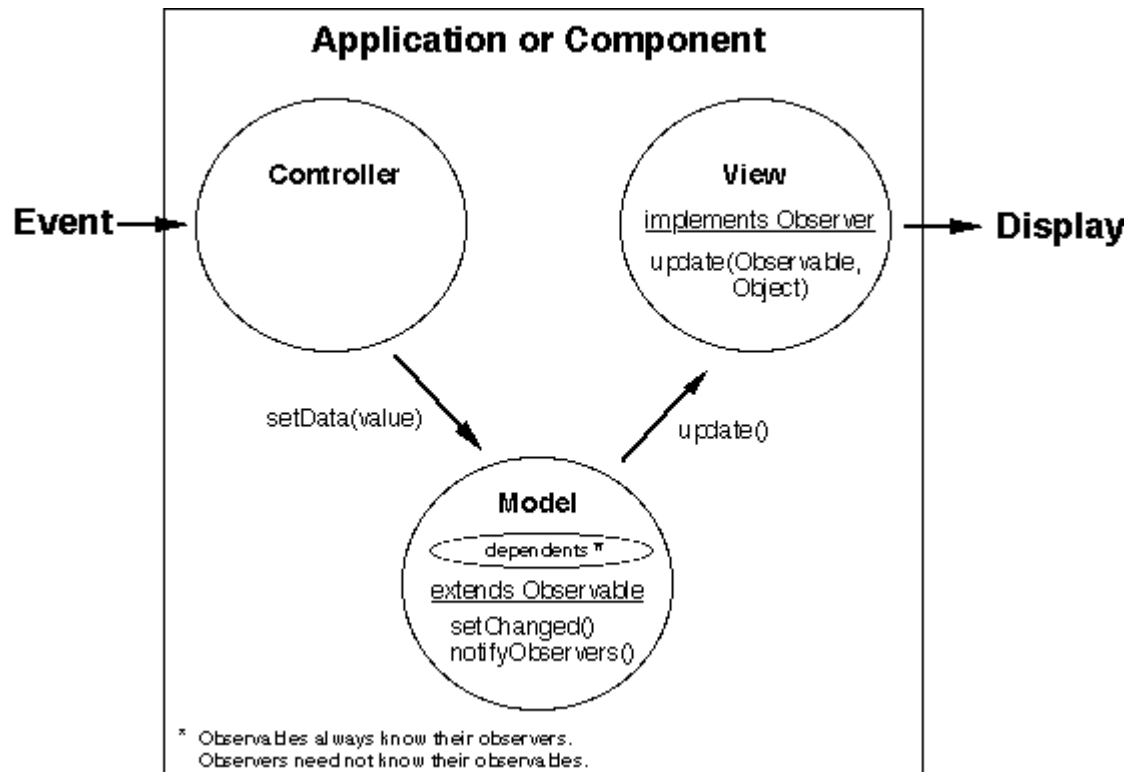 Application or Component
Controller
View
Event
implements Observer
Display
update(Observable,
Object)
setData(value)
update()
Model
dependents *
extends Observable
setChanged()
notifyObservers()
* Observables always know their observers.
Observers need not know their observables.